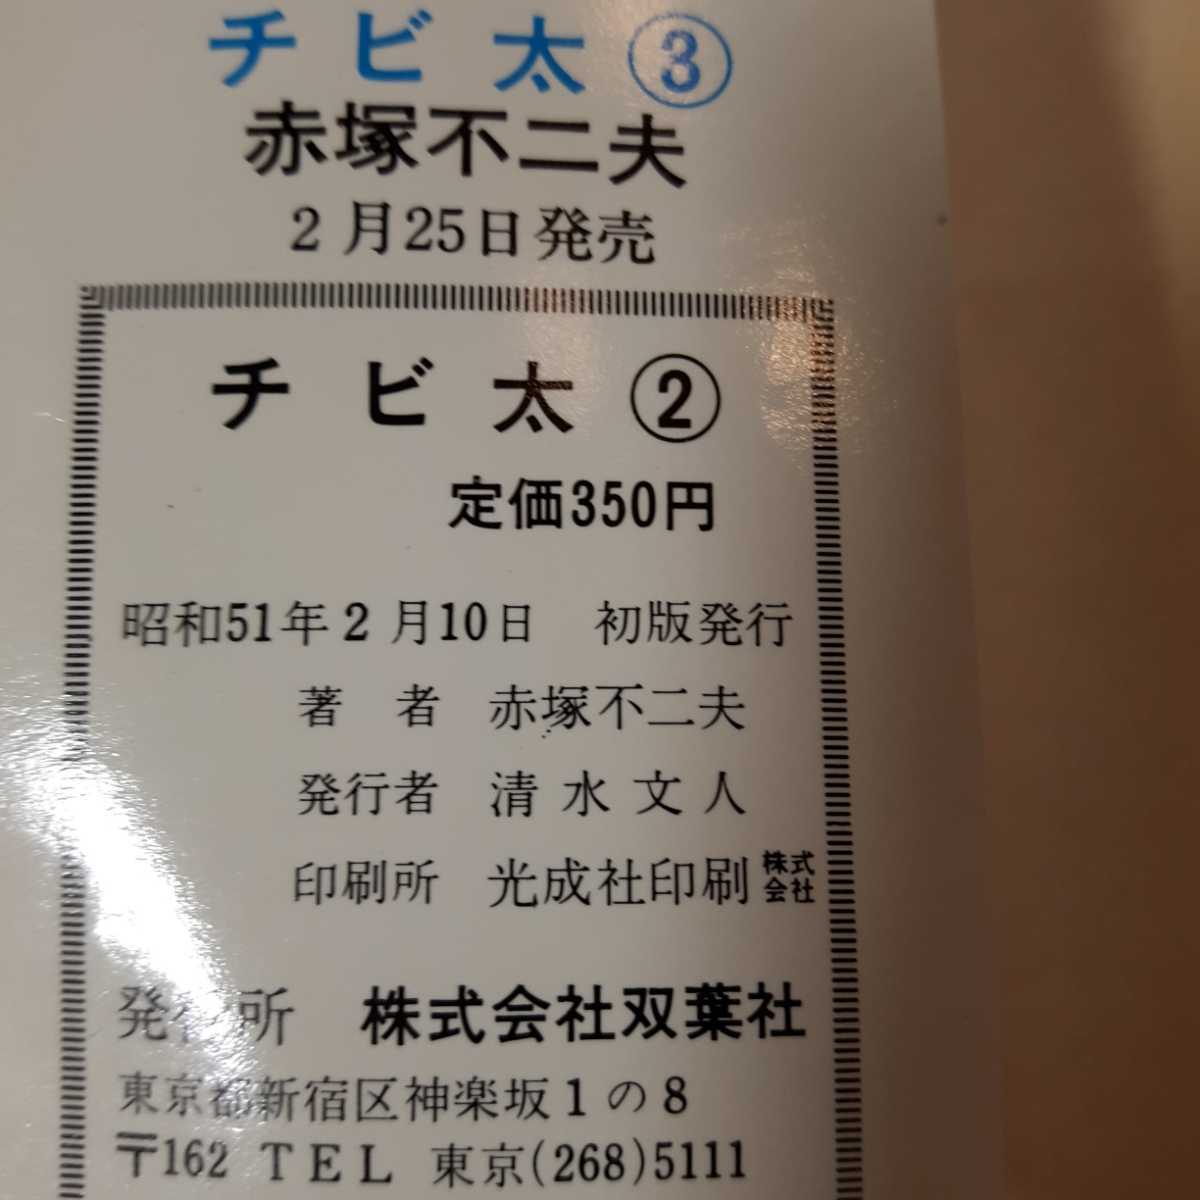 チビ太③
赤塚不二夫
2月25日発売
チビ太②
定価350円
昭和51年2月10日 初版発行
著者 赤塚不二夫
発行者 清水文人
印刷所 光成社印刷株式会社
発行所 株式会社双葉社
東京都新宿区神楽坂1の8
〒162 TEL 東京(268)5111